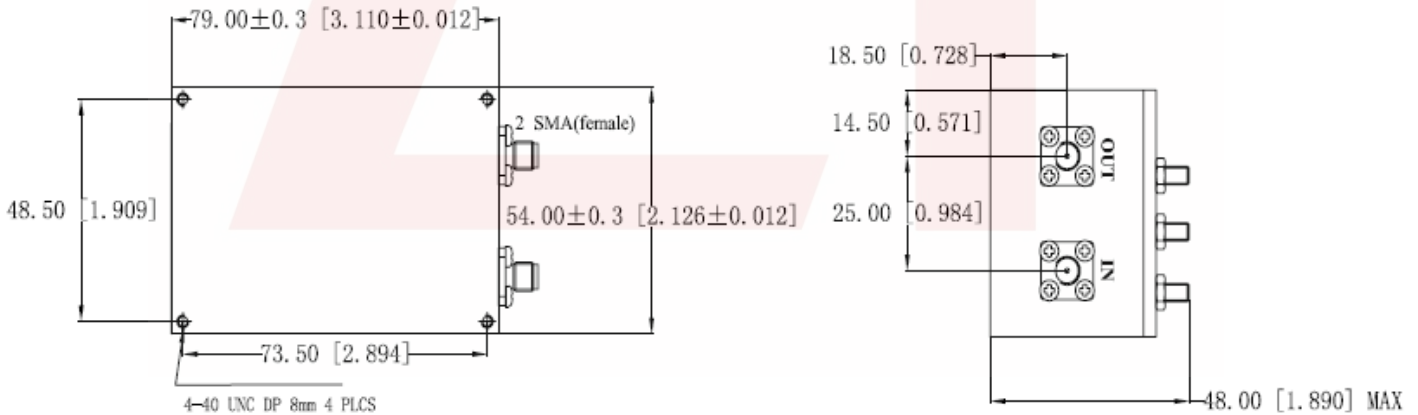 79.00±0.3 [3.110±0.012]
2 SMA(female)
48.50 [1.909]
54.00±0.3 [2.126±0.012]
73.50 [2.894]
4-40 UNC DP 8mm 4 PLCS
18.50 [0.728]
14.50 [0.571]
OUT
25.00 [0.984]
IN
48.00 [1.890] MAX